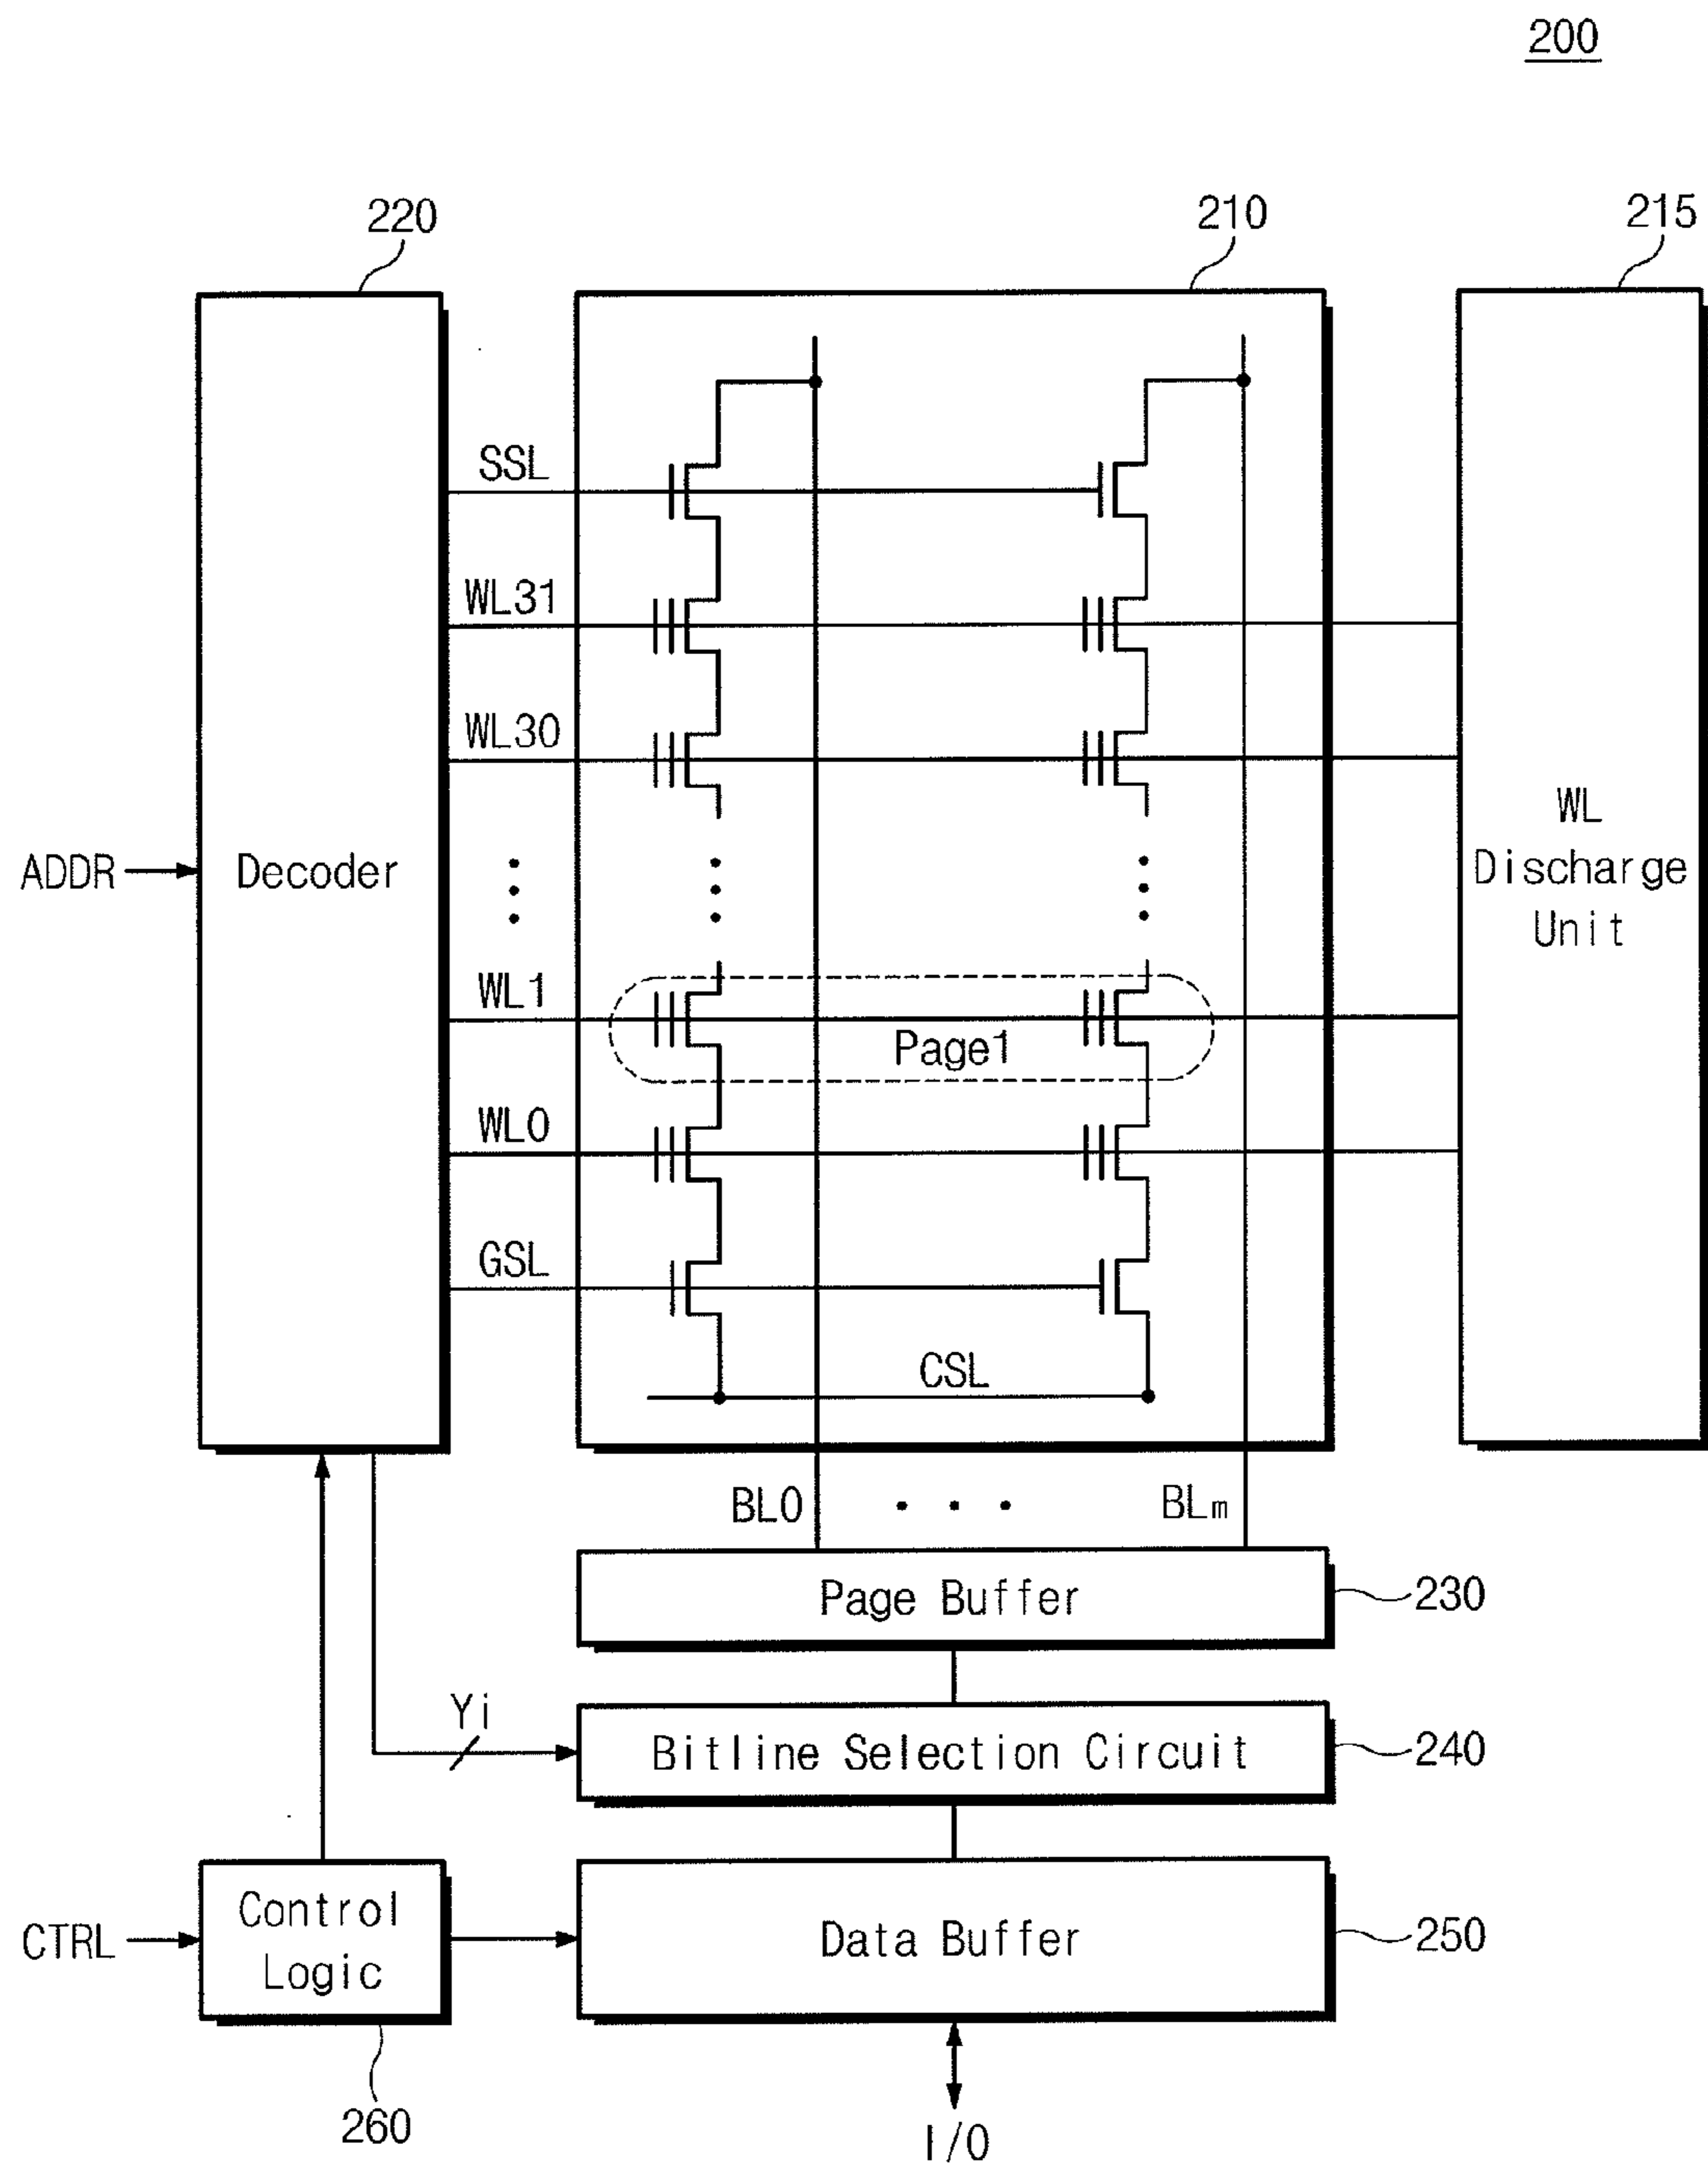 200
220
210
215
SSL
WL31
WL30
ADDR
Decoder
WL
Discharge
Unit
WL1
Page1
WL0
GSL
CSL
BL0
BLm
Page Buffer
230
Yi
Bitline Selection Circuit
240
CTRL
Control
Logic
Data Buffer
250
260
I/O